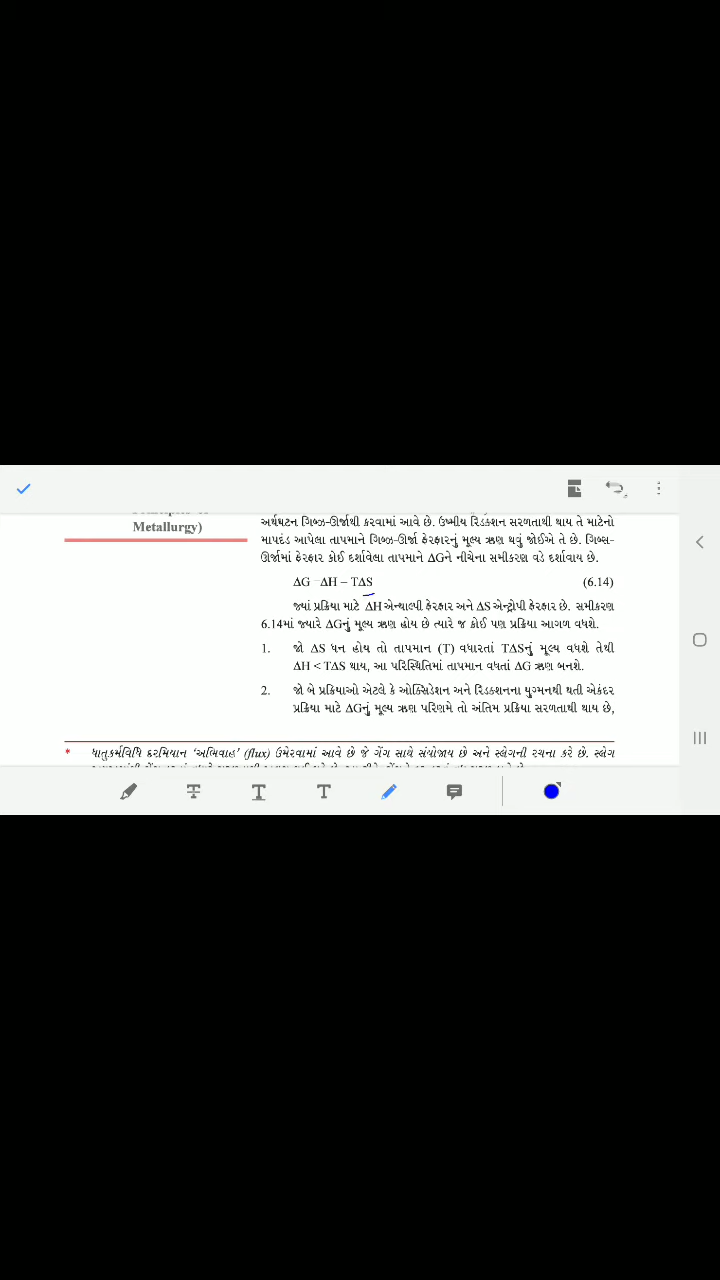 Metallurgy)
અર્થઘટન ગિબ્ઝ-ઊર્જાથી કરવામાં આવે છે. ઉષ્મીય રિડક્શન સરળતાથી થાય તે માટેનો
માપદંડ આપેલા તાપમાને ગિબ્ઝ-ઊર્જા ફેરફારનું મૂલ્ય ઋણ થવું જોઈએ તે છે. ગિબ્સ-
ઊર્જામાં ફેરફાર કોઈ દર્શાવેલા તાપમાને ΔGને નીચેના સમીકરણ વડે દર્શાવાય છે.
ΔG = ΔH – TΔS (6.14)
જ્યાં પ્રક્રિયા માટે ΔH એન્થાલ્પી ફેરફાર અને ΔS એન્ટ્રોપી ફેરફાર છે. સમીકરણ
6.14માં જ્યારે ΔGનું મૂલ્ય ઋણ હોય છે ત્યારે જ કોઈ પણ પ્રક્રિયા આગળ વધશે.
1. જો ΔS ધન હોય તો તાપમાન (T) વધારતાં TΔSનું મૂલ્ય વધશે તેથી
ΔH < TΔS થાય, આ પરિસ્થિતિમાં તાપમાન વધતાં ΔG ઋણ બનશે.
2. જો બે પ્રક્રિયાઓ એટલે કે ઓક્સિડેશન અને રિડક્શનના યુગ્મનથી થતી એકંદર
પ્રક્રિયા માટે ΔGનું મૂલ્ય ઋણ પરિણમે તો અંતિમ પ્રક્રિયા સરળતાથી થાય છે,
* ધાતુકર્મવિધિ દરમિયાન ‘અભિવાહ’ (flux) ઉમેરવામાં આવે છે જે ગેંગ સાથે સંયોજાય છે અને સ્લેગની રચના કરે છે. સ્લેગ